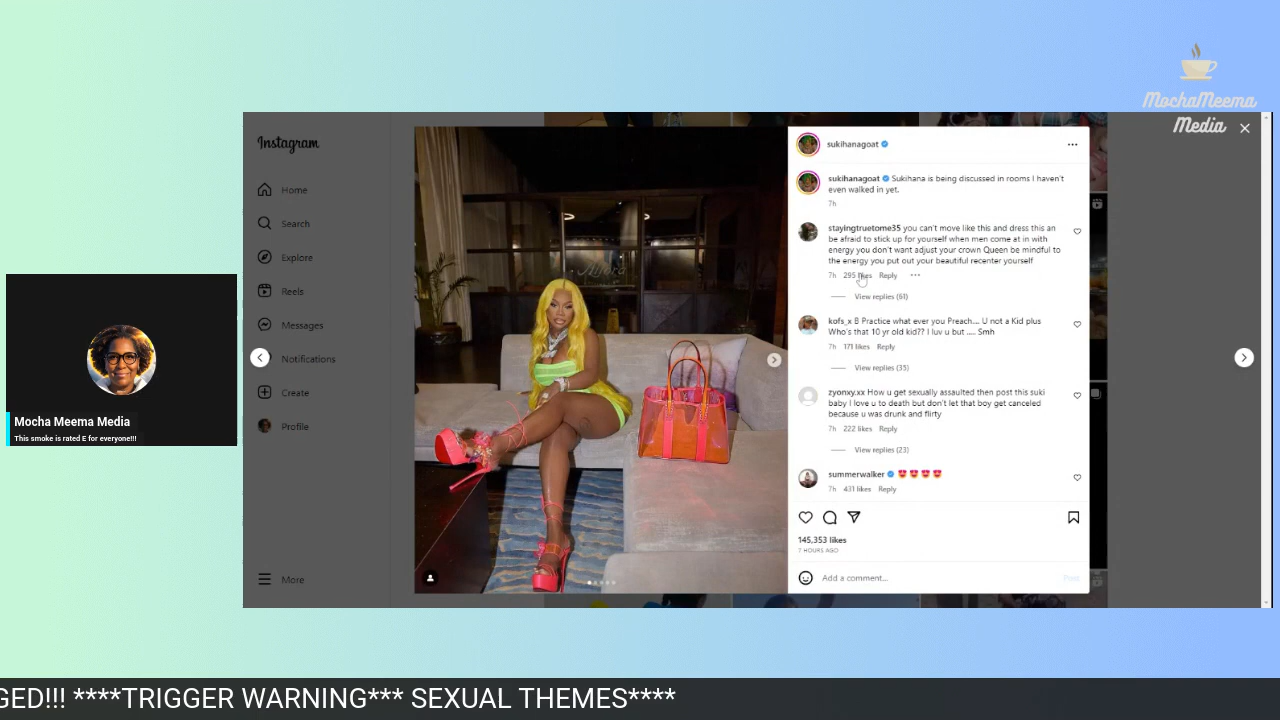 MochaMeema
Media
Instagram
Home
Search
Explore
Reels
Messages
Notifications
Create
Profile
More
sukihanagoat
sukihanagoat Sukihana is being discussed in rooms I haven't
even walked in yet.
7h
stayingtruetome35 you can't move like this and dress this an
be afraid to stick up for yourself when men come at in with
energy you don't want adjust your crown Queen be mindful to
the energy you put out your beautiful recenter yourself
7h 295 likes Reply
View replies (61)
kofs_x B Practice what ever you Preach.... U not a Kid plus
Who's that 10 yr old kid?? I luv u but ..... Smh
7h 171 likes Reply
View replies (35)
zyonxy.xx How u get sexually assaulted then post this suki
baby I love u to death but don't let that boy get canceled
because u was drunk and flirty
7h 222 likes Reply
View replies (23)
summerwalker
7h 431 likes Reply
145,353 likes
7 HOURS AGO
Add a comment...
Post
Mocha Meema Media
This smoke is rated E for everyone!!!
GED!!! ****TRIGGER WARNING*** SEXUAL THEMES****